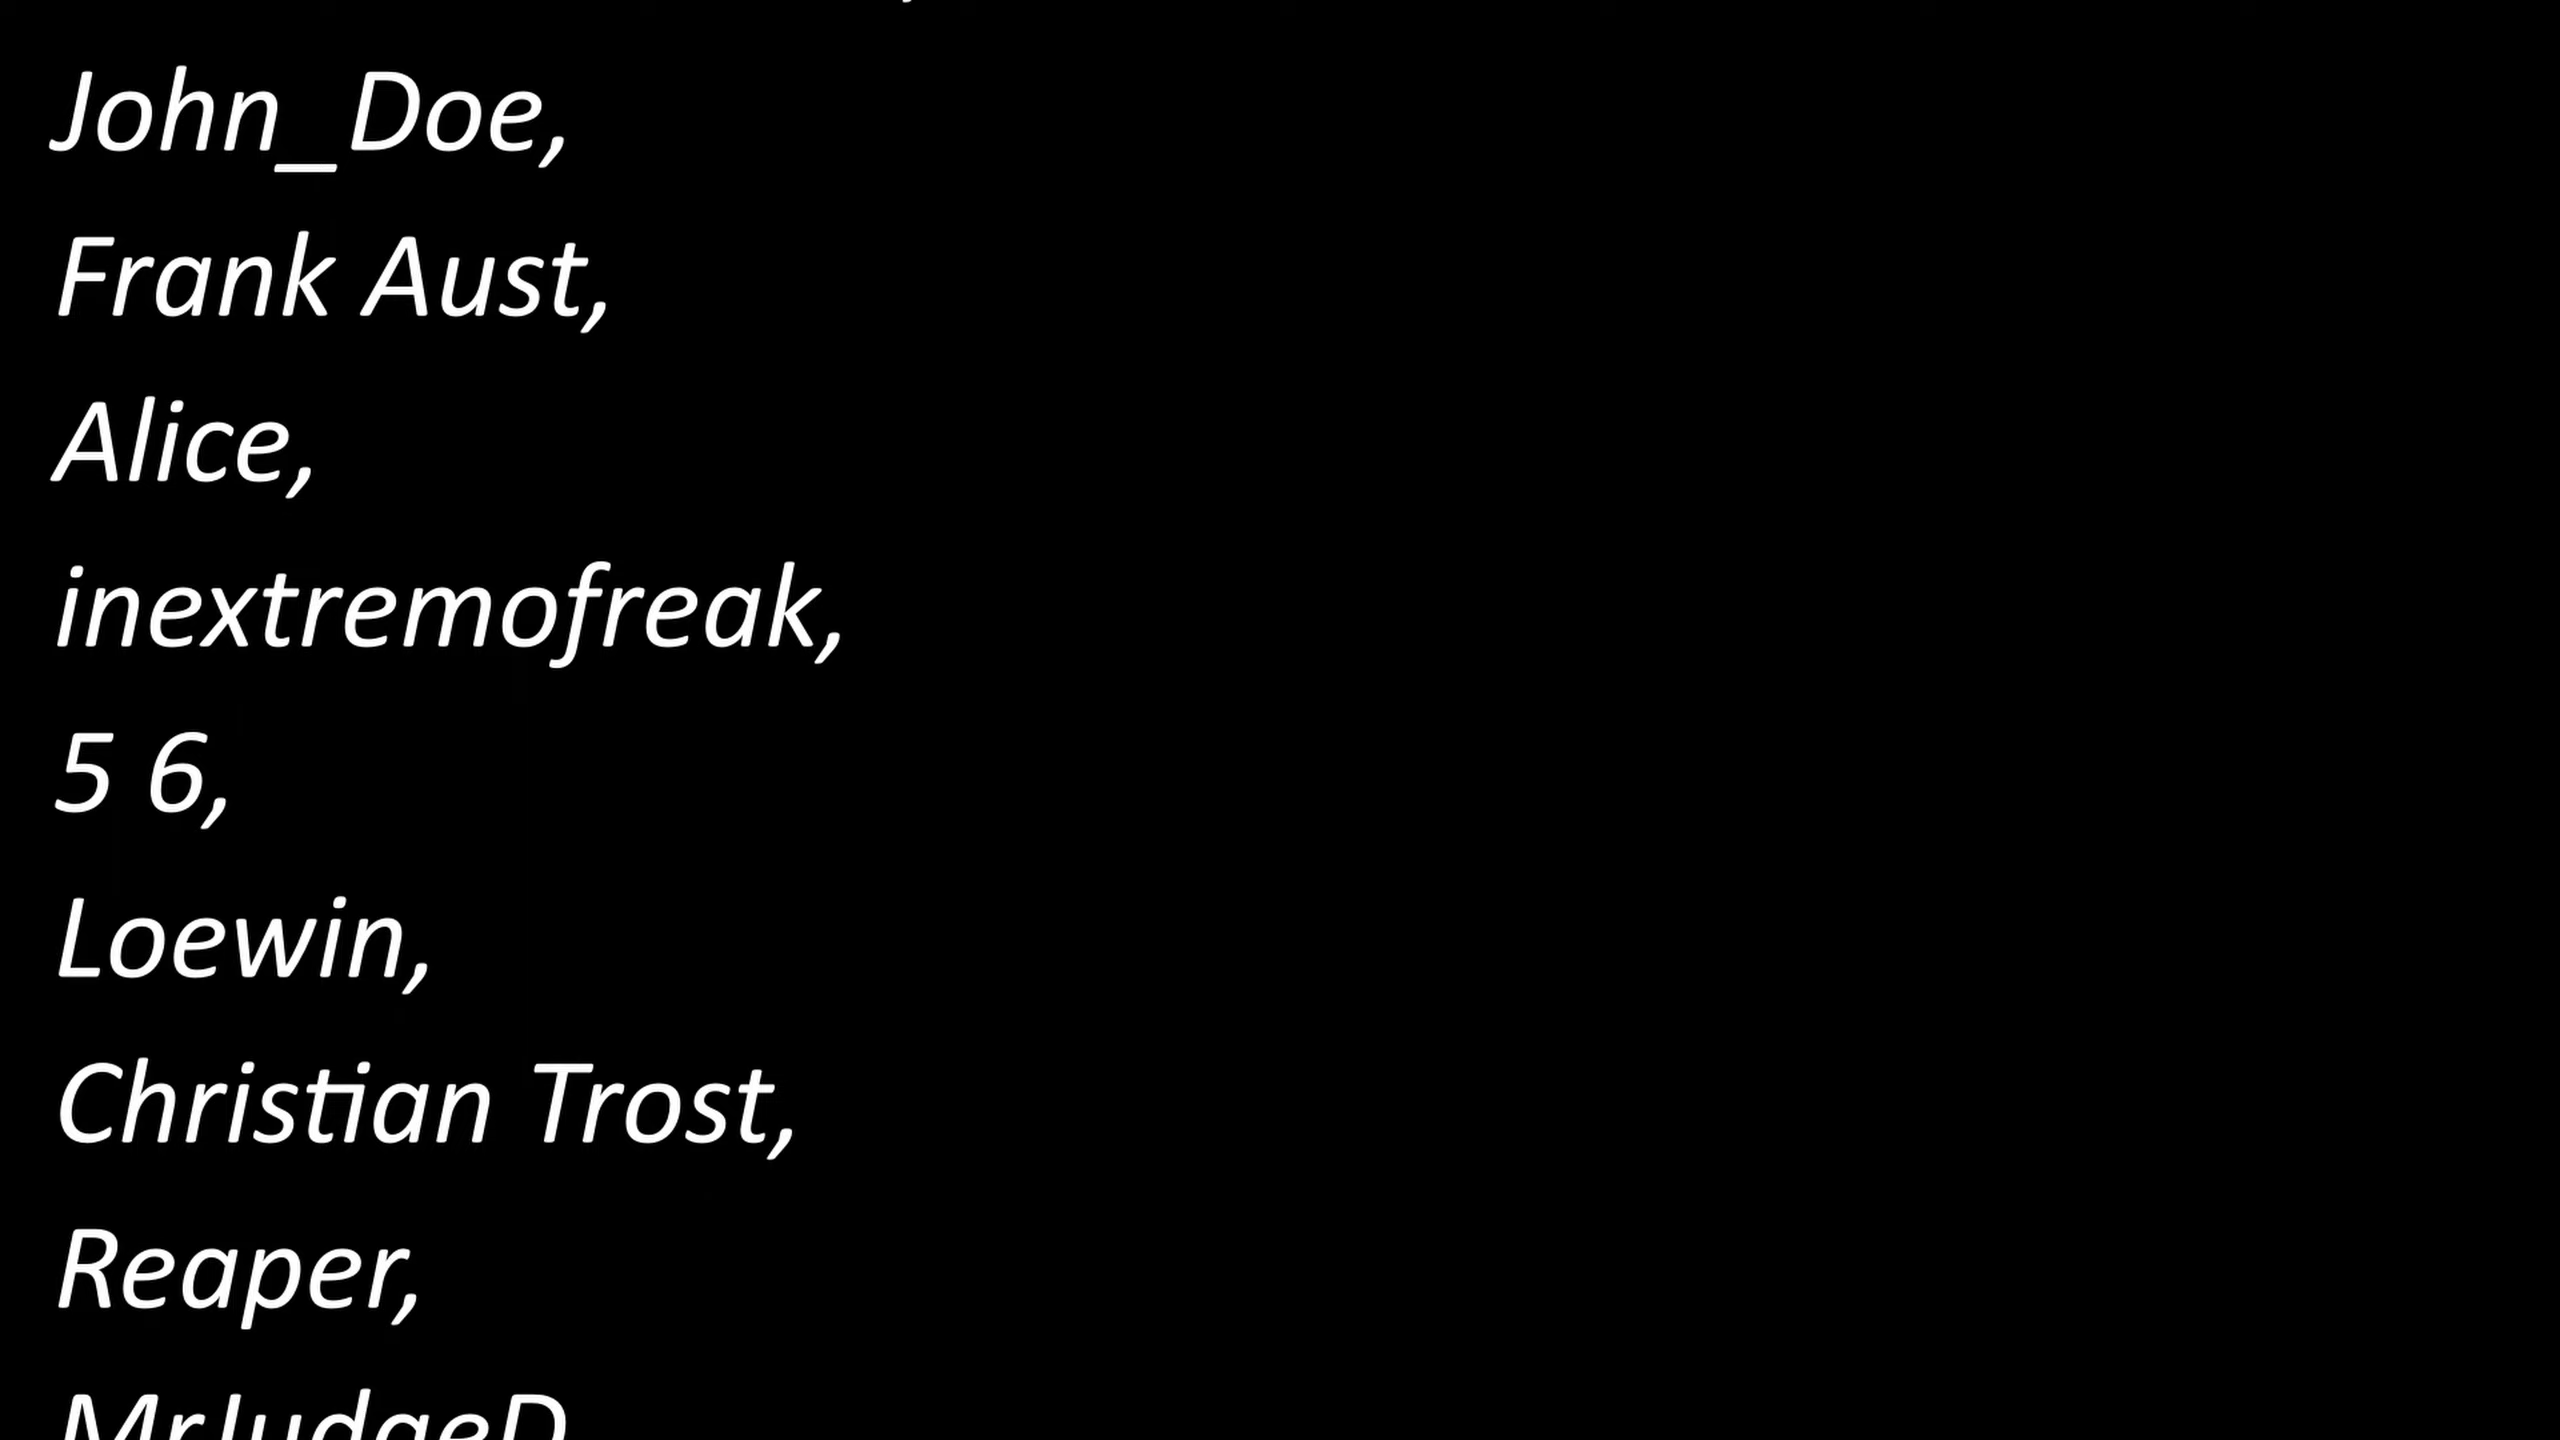 John_Doe,
Frank Aust,
Alice,
inextremofreak,
5 6,
Loewin,
Christian Trost,
Reaper,
MrJudgeD